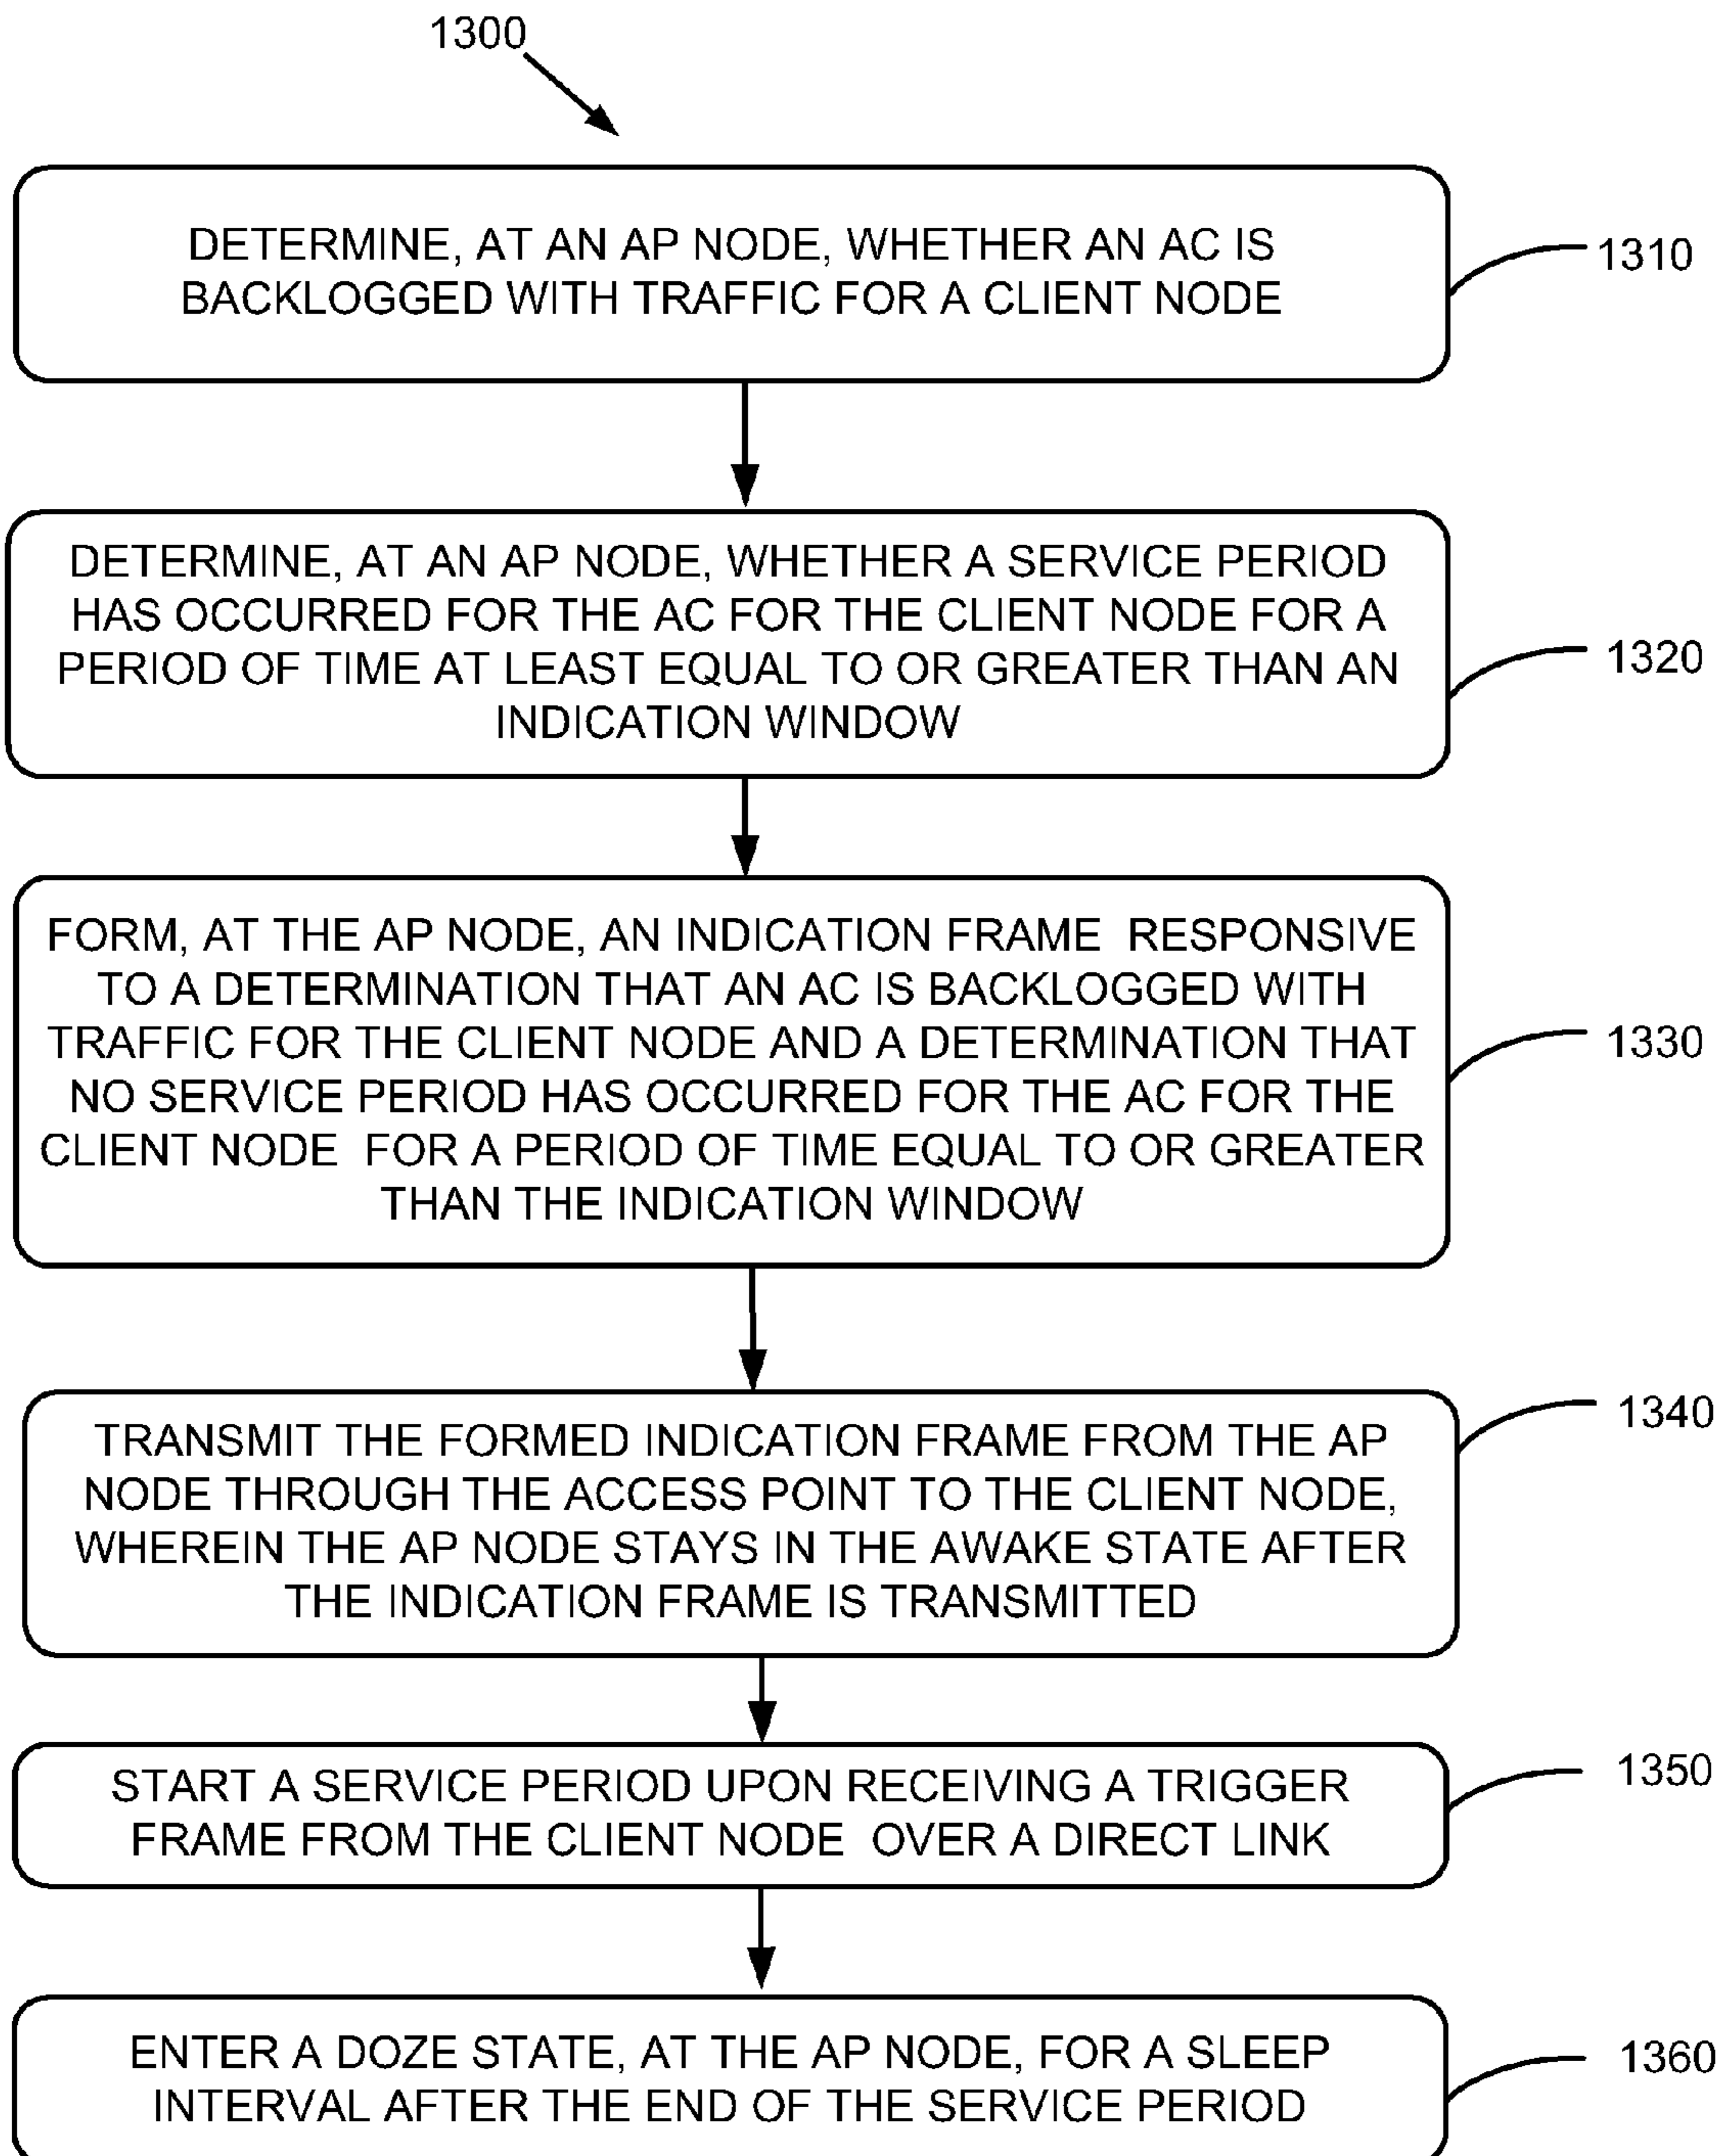 1300
DETERMINE, AT AN AP NODE, WHETHER AN AC IS
BACKLOGGED WITH TRAFFIC FOR A CLIENT NODE
1310
DETERMINE, AT AN AP NODE, WHETHER A SERVICE PERIOD
HAS OCCURRED FOR THE AC FOR THE CLIENT NODE FOR A
PERIOD OF TIME AT LEAST EQUAL TO OR GREATER THAN AN
INDICATION WINDOW
1320
FORM, AT THE AP NODE, AN INDICATION FRAME RESPONSIVE
TO A DETERMINATION THAT AN AC IS BACKLOGGED WITH
TRAFFIC FOR THE CLIENT NODE AND A DETERMINATION THAT
NO SERVICE PERIOD HAS OCCURRED FOR THE AC FOR THE
CLIENT NODE FOR A PERIOD OF TIME EQUAL TO OR GREATER
THAN THE INDICATION WINDOW
1330
TRANSMIT THE FORMED INDICATION FRAME FROM THE AP
NODE THROUGH THE ACCESS POINT TO THE CLIENT NODE,
WHEREIN THE AP NODE STAYS IN THE AWAKE STATE AFTER
THE INDICATION FRAME IS TRANSMITTED
1340
START A SERVICE PERIOD UPON RECEIVING A TRIGGER
FRAME FROM THE CLIENT NODE OVER A DIRECT LINK
1350
ENTER A DOZE STATE, AT THE AP NODE, FOR A SLEEP
INTERVAL AFTER THE END OF THE SERVICE PERIOD
1360